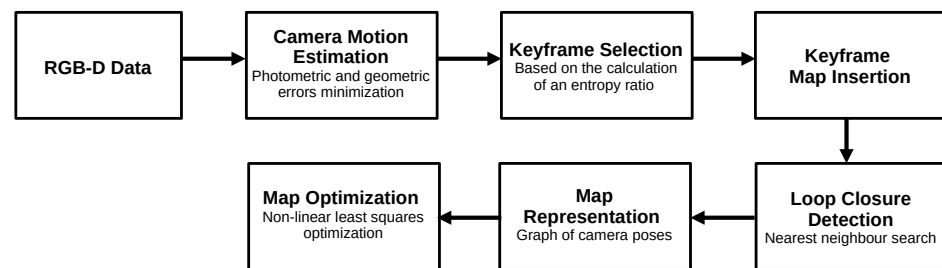 RGB-D Data
Camera Motion
Estimation
Photometric and geometric
errors minimization
Keyframe Selection
Based on the calculation
of an entropy ratio
Keyframe
Map Insertion
Map Optimization
Non-linear least squares
optimization
Map
Representation
Graph of camera poses
Loop Closure
Detection
Nearest neighbour search